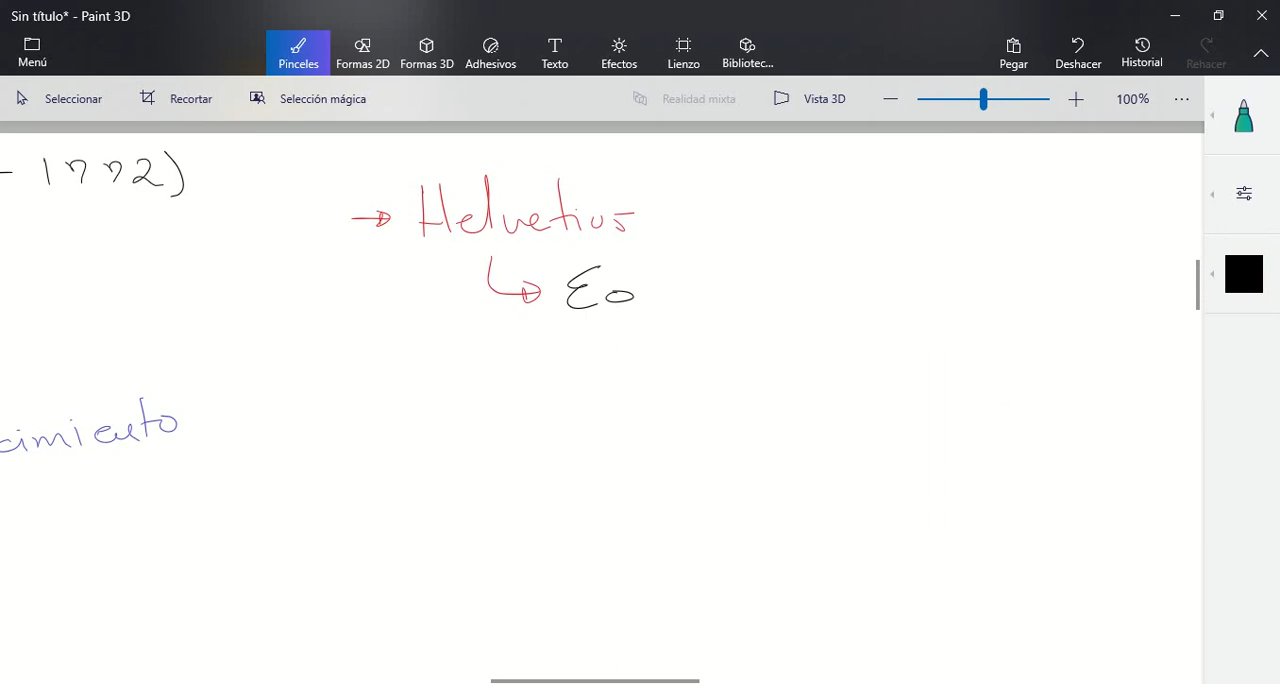 Sin título* - Paint 3D
Menú
Pinceles
Formas 2D
Formas 3D
Adhesivos
Texto
Efectos
Lienzo
Bibliotec...
Pegar
Deshacer
Historial
Rehacer
Seleccionar
Recortar
Selección mágica
Realidad mixta
Vista 3D
100%
- 1772)
→ Helvetius
↳ Eo
cimiento